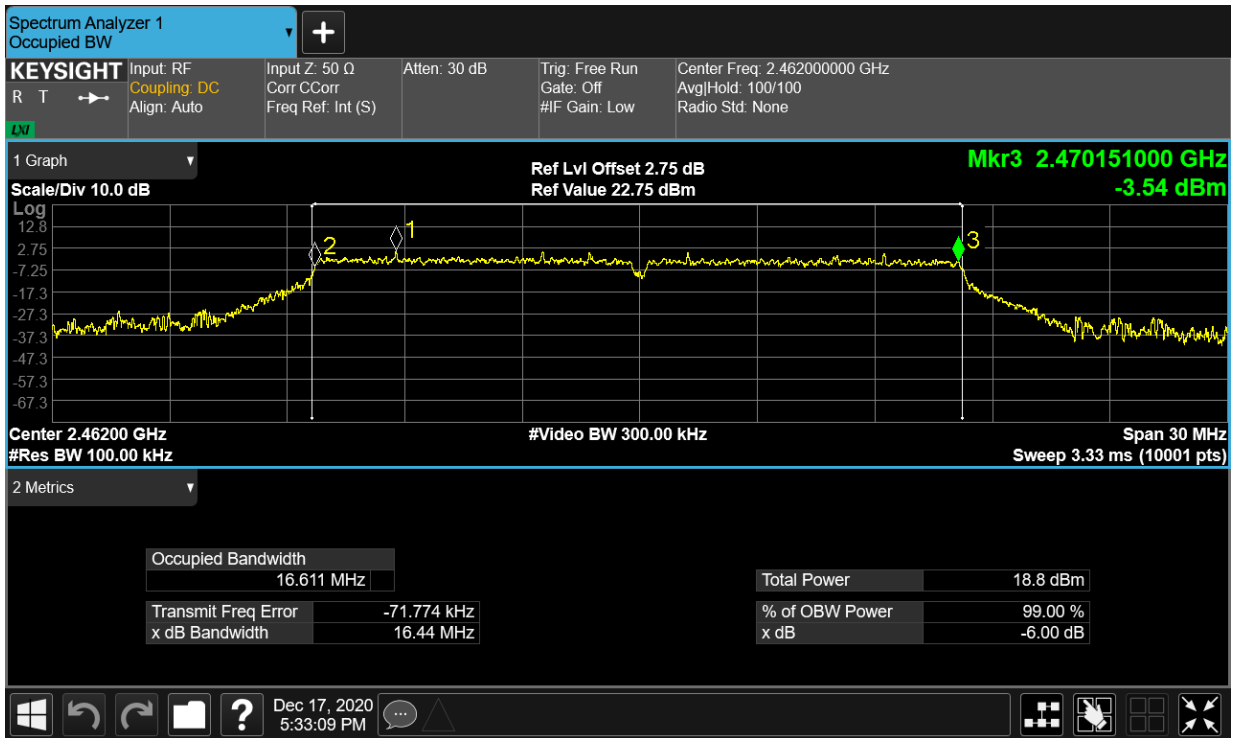 Spectrum Analyzer 1
Occupied BW
+
KEYSIGHT
R T
LXI
Input: RF
Coupling: DC
Align: Auto
Input Z: 50 Ω
Corr CCorr
Freq Ref: Int (S)
Atten: 30 dB
Trig: Free Run
Gate: Off
#IF Gain: Low
Center Freq: 2.462000000 GHz
Avg|Hold: 100/100
Radio Std: None
1 Graph
Scale/Div 10.0 dB
Ref Lvl Offset 2.75 dB
Ref Value 22.75 dBm
Mkr3 2.470151000 GHz
-3.54 dBm
Log
12.8
2.75
-7.25
-17.3
-27.3
-37.3
-47.3
-57.3
-67.3
2
1
3
Center 2.46200 GHz
#Video BW 300.00 kHz
Span 30 MHz
#Res BW 100.00 kHz
Sweep 3.33 ms (10001 pts)
2 Metrics
Occupied Bandwidth
16.611 MHz
Transmit Freq Error -71.774 kHz
x dB Bandwidth 16.44 MHz
Total Power 18.8 dBm
% of OBW Power 99.00 %
x dB -6.00 dB
?
Dec 17, 2020
5:33:09 PM